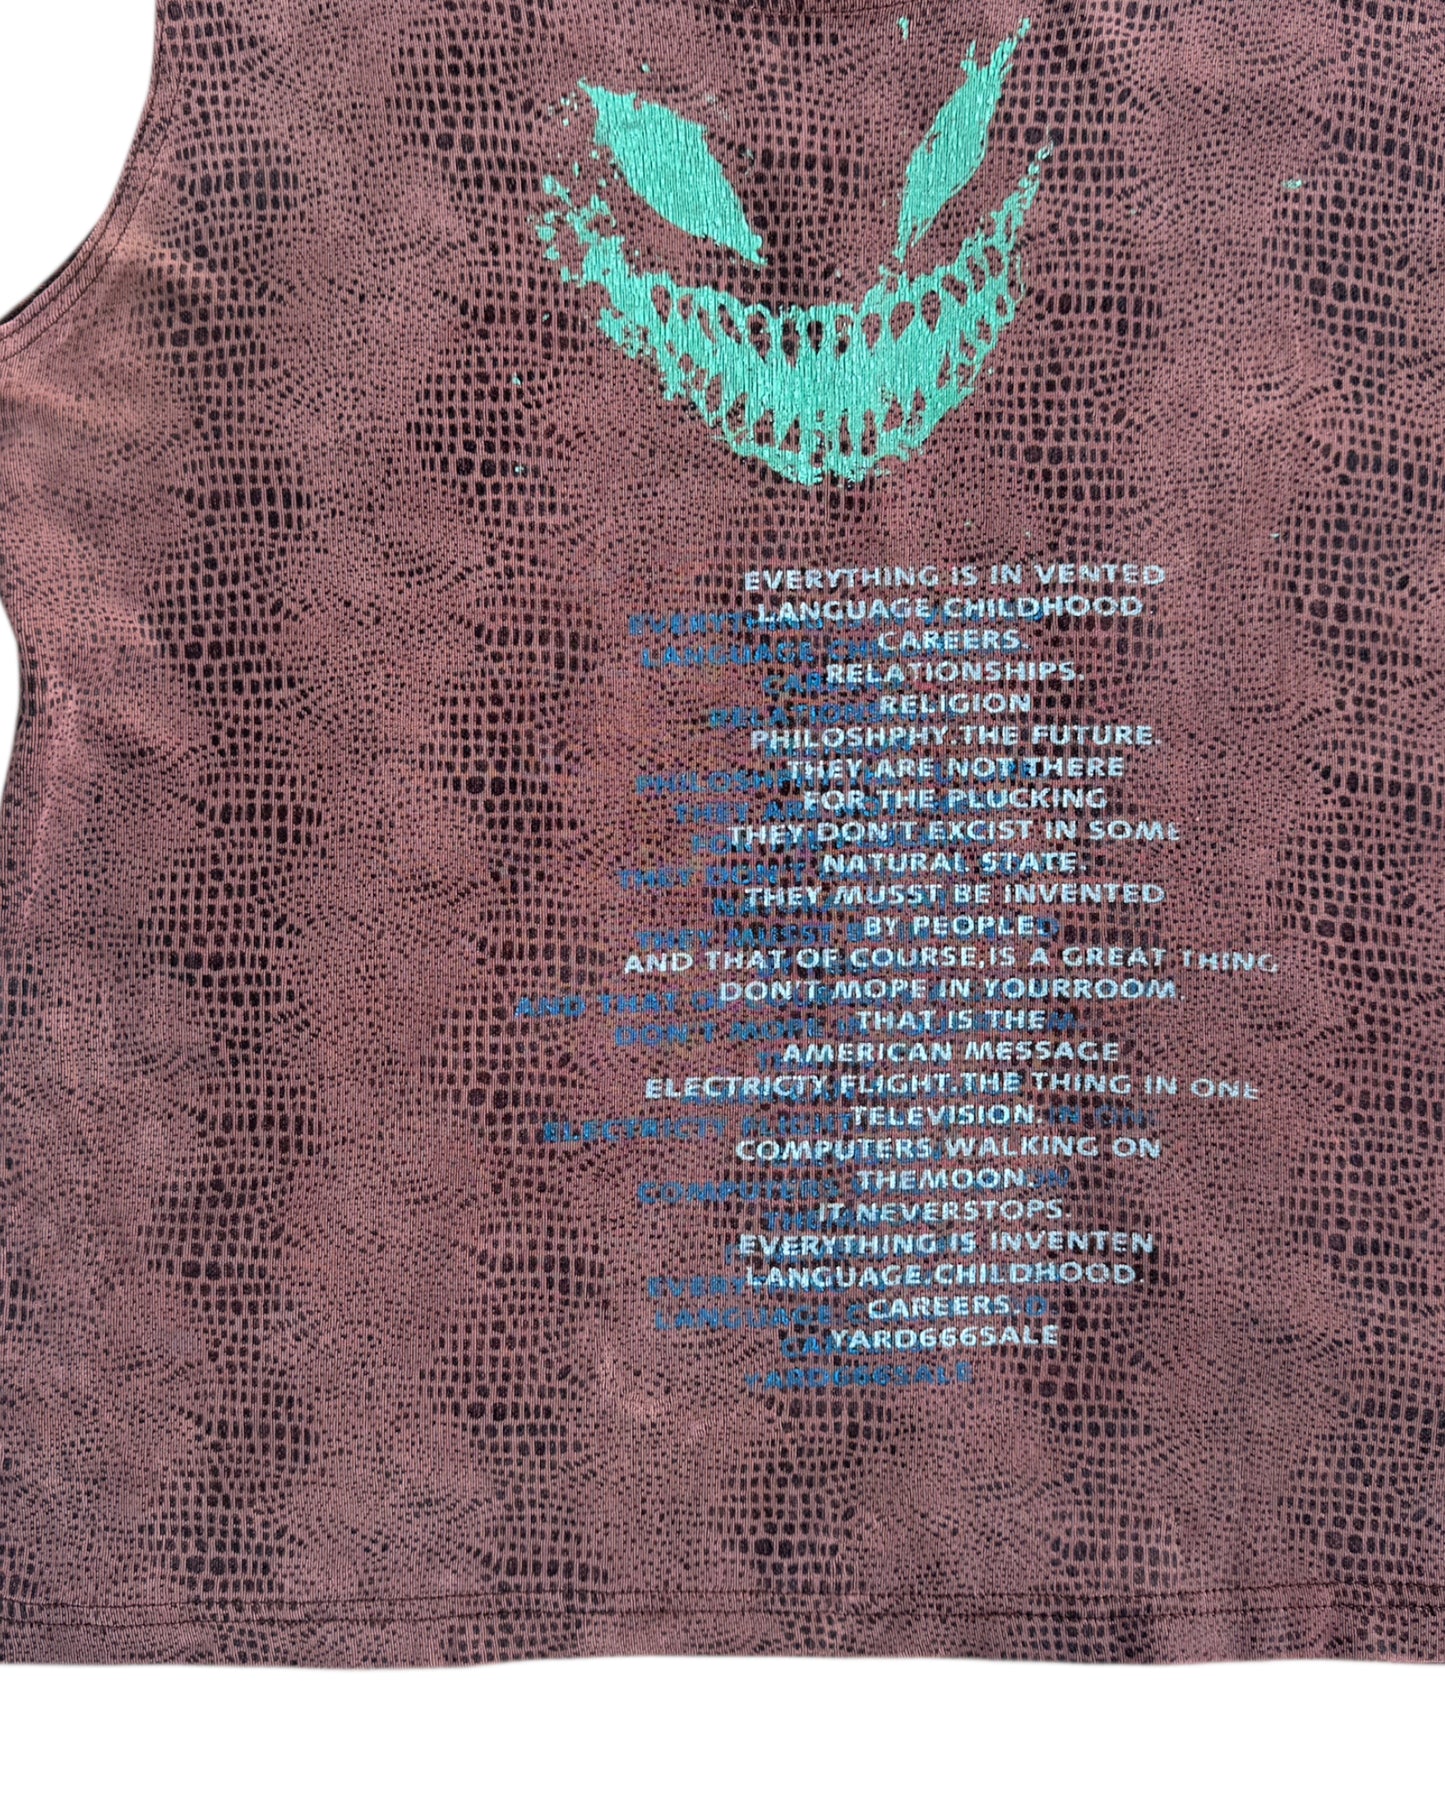 EVERYTHING IS IN VENTED
LANGUAGE.CHILDHOOD.
CAREERS.
RELATIONSHIPS.
RELIGION
PHILOSHPHY.THE FUTURE.
THEY ARE NOT THERE
FOR THE PLUCKING
THEY DON'T EXCIST IN SOME
NATURAL STATE.
THEY MUSST BE INVENTED
BY PEOPLE.
AND THAT OF COURSE,IS A GREAT THING
DON'T MOPE IN YOURROOM.
THAT IS THE
AMERICAN MESSAGE
ELECTRICTY.FLIGHT.THE THING IN ONE
TELEVISION.
COMPUTERS.WALKING ON
THEMOON.
IT NEVERSTOPS.
EVERYTHING IS INVENTEN
LANGUAGE.CHILDHOOD.
CAREERS.
YARD666SALE